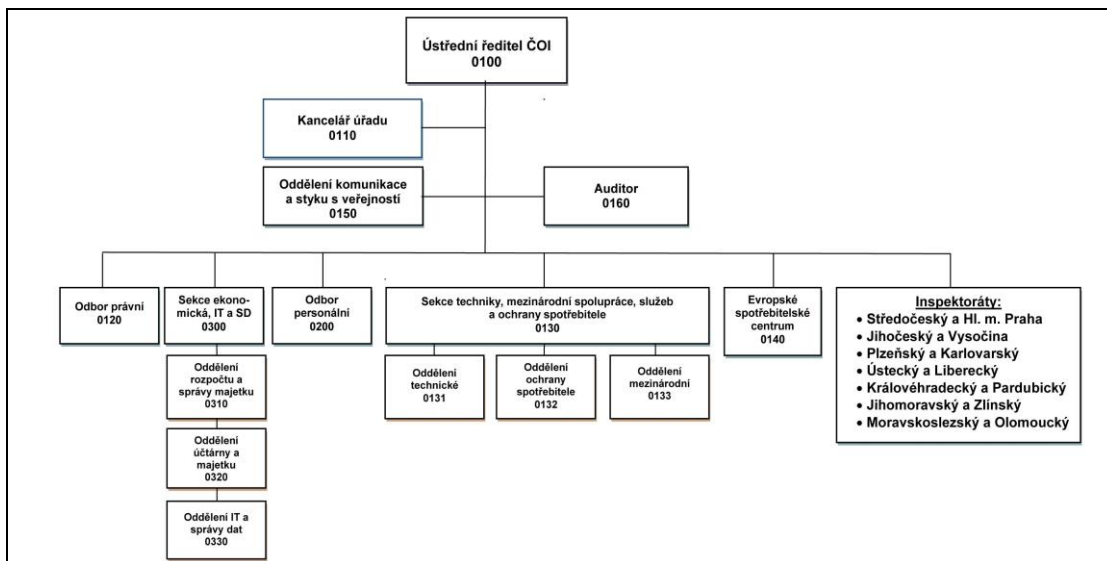 Ústřední ředitel ČOI
0100
Kancelář úřadu
0110
Oddělení komunikace
a styku s veřejností
0150
Auditor
0160
Odbor právní
0120
Sekce ekono-
mická, IT a SD
0300
Odbor
personální
0200
Sekce techniky, mezinárodní spolupráce, služeb
a ochrany spotřebitele
0130
Evropské
spotřebitelské
centrum
0140
Inspektoráty:
• Středočeský a Hl. m. Praha
• Jihočeský a Vysočina
• Plzeňský a Karlovarský
• Ústecký a Liberecký
• Královéhradecký a Pardubický
• Jihomoravský a Zlínský
• Moravskoslezský a Olomoucký
Oddělení
rozpočtu a
správy majetku
0310
Oddělení
technické
0131
Oddělení
ochrany
spotřebitele
0132
Oddělení
mezinárodní
0133
Oddělení
účtárny a
majetku
0320
Oddělení IT a
správy dat
0330